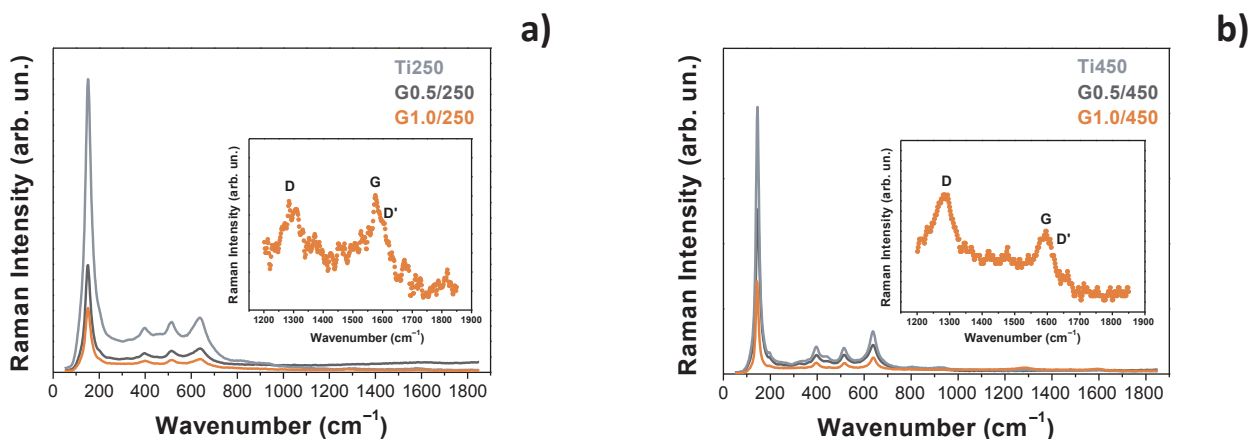 a)
Raman Intensity (arb. un.)
Ti250
G0.5/250
G1.0/250
Raman Intensity (arb. un.)
D
G
D'
1200 1300 1400 1500 1600 1700 1800 1900
Wavenumber (cm⁻¹)
0 200 400 600 800 1000 1200 1400 1600 1800
Wavenumber (cm⁻¹)
b)
Raman Intensity (arb. un.)
Ti450
G0.5/450
G1.0/450
Raman Intensity (arb. un.)
D
G
D'
1200 1300 1400 1500 1600 1700 1800 1900
Wavenumber (cm⁻¹)
0 200 400 600 800 1000 1200 1400 1600 1800
Wavenumber (cm⁻¹)